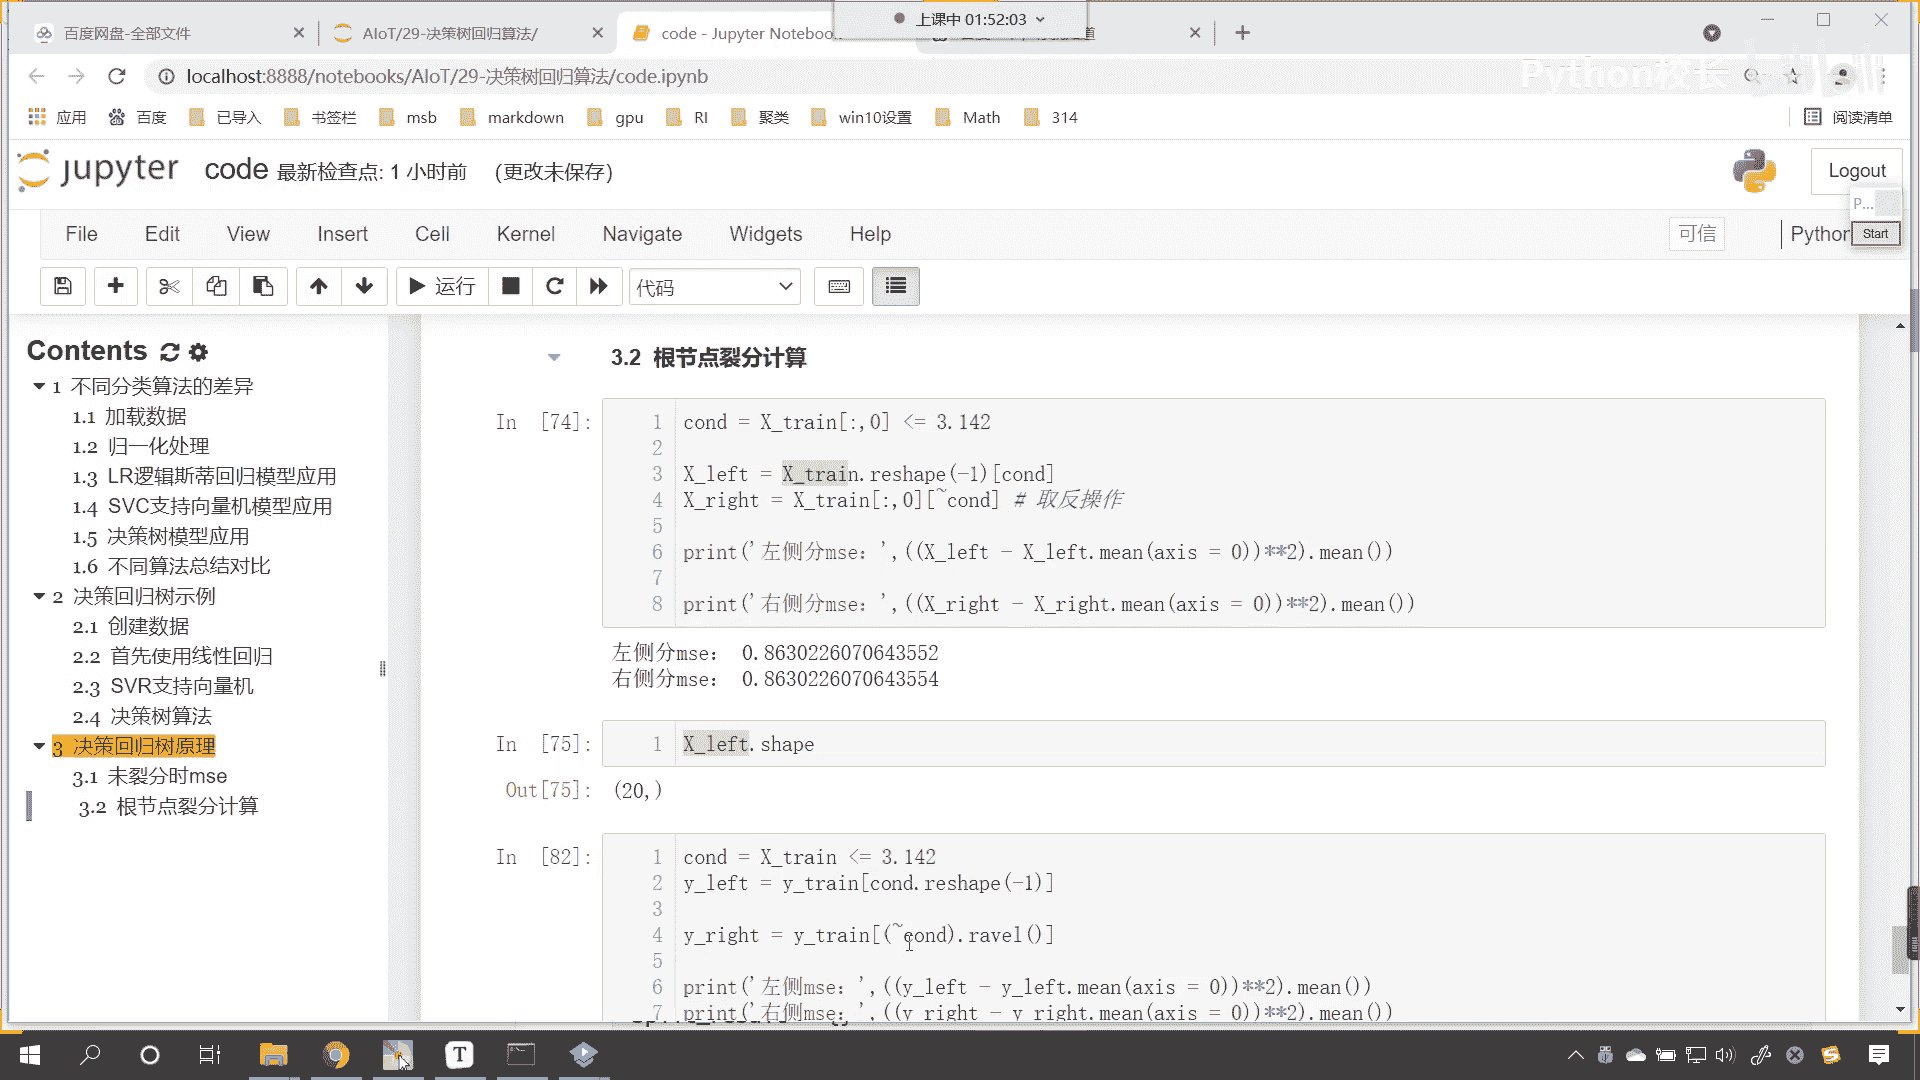 上课中 01:52:03
百度网盘-全部文件
AIoT/29-决策树回归算法/
code - Jupyter Noteboo
localhost:8888/notebooks/AIoT/29-决策树回归算法/code.ipynb
Python校长
应用 百度 已导入 书签栏 msb markdown gpu RI 聚类 win10设置 Math 314 阅读清单
jupyter code 最新检查点: 1 小时前 (更改未保存)
Logout
P...
File Edit View Insert Cell Kernel Navigate Widgets Help 可信 Python
Start
运行 代码
Contents
1 不同分类算法的差异
1.1 加载数据
1.2 归一化处理
1.3 LR逻辑斯蒂回归模型应用
1.4 SVC支持向量机模型应用
1.5 决策树模型应用
1.6 不同算法总结对比
2 决策回归树示例
2.1 创建数据
2.2 首先使用线性回归
2.3 SVR支持向量机
2.4 决策树算法
3 决策回归树原理
3.1 未裂分时mse
3.2 根节点裂分计算
3.2 根节点裂分计算
In [74]:
1 cond = X_train[:,0] <= 3.142
2
3 X_left = X_train.reshape(-1)[cond]
4 X_right = X_train[:,0][~cond] # 取反操作
5
6 print('左侧分mse：',((X_left - X_left.mean(axis = 0))**2).mean())
7
8 print('右侧分mse：',((X_right - X_right.mean(axis = 0))**2).mean())
左侧分mse： 0.8630226070643552
右侧分mse： 0.8630226070643554
In [75]:
1 X_left.shape
Out[75]: (20,)
In [82]:
1 cond = X_train <= 3.142
2 y_left = y_train[cond.reshape(-1)]
3
4 y_right = y_train[(~cond).ravel()]
5
6 print('左侧mse：',((y_left - y_left.mean(axis = 0))**2).mean())
7 print('右侧mse：',((y_right - y_right.mean(axis = 0))**2).mean())